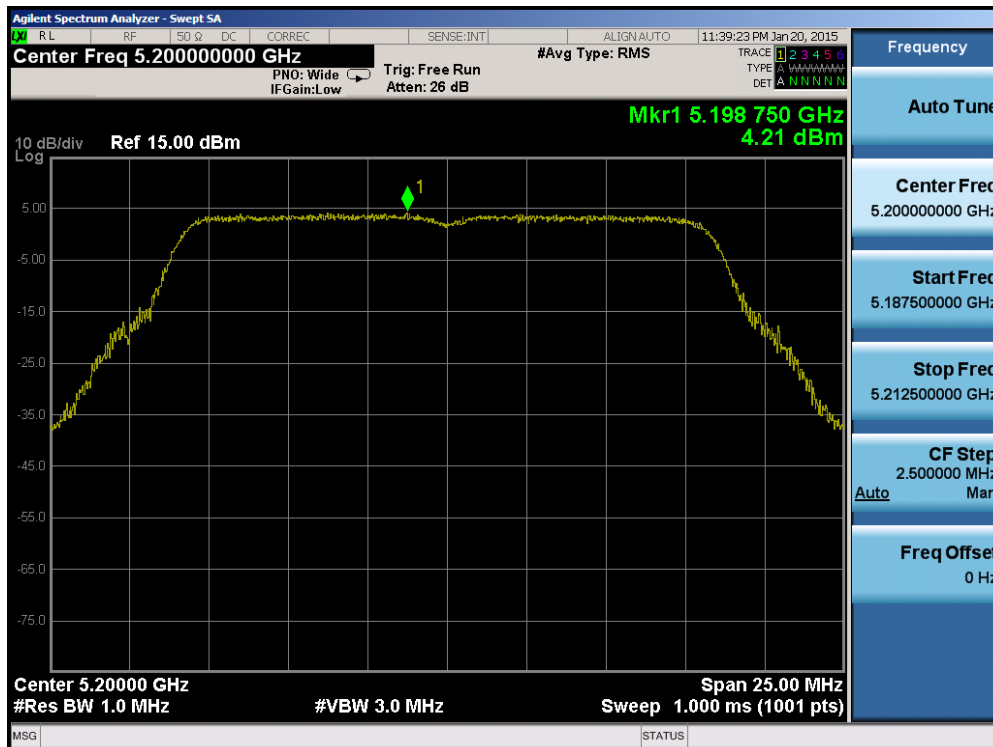 Agilent Spectrum Analyzer - Swept SA
LXI RL RF 50 Ω DC CORREC SENSE:INT ALIGN AUTO 11:39:23 PM Jan 20, 2015
Center Freq 5.200000000 GHz #Avg Type: RMS TRACE 1 2 3 4 5 6
PNO: Wide Trig: Free Run TYPE A WWWWW
IFGain:Low Atten: 26 dB DET A N N N N N
Mkr1 5.198 750 GHz
4.21 dBm
10 dB/div Ref 15.00 dBm
Log
1
5.00
-5.00
-15.0
-25.0
-35.0
-45.0
-55.0
-65.0
-75.0
Center 5.20000 GHz Span 25.00 MHz
#Res BW 1.0 MHz #VBW 3.0 MHz Sweep 1.000 ms (1001 pts)
MSG STATUS
Frequency
Auto Tune
Center Freq
5.200000000 GHz
Start Freq
5.187500000 GHz
Stop Freq
5.212500000 GHz
CF Step
2.500000 MHz
Auto Man
Freq Offset
0 Hz